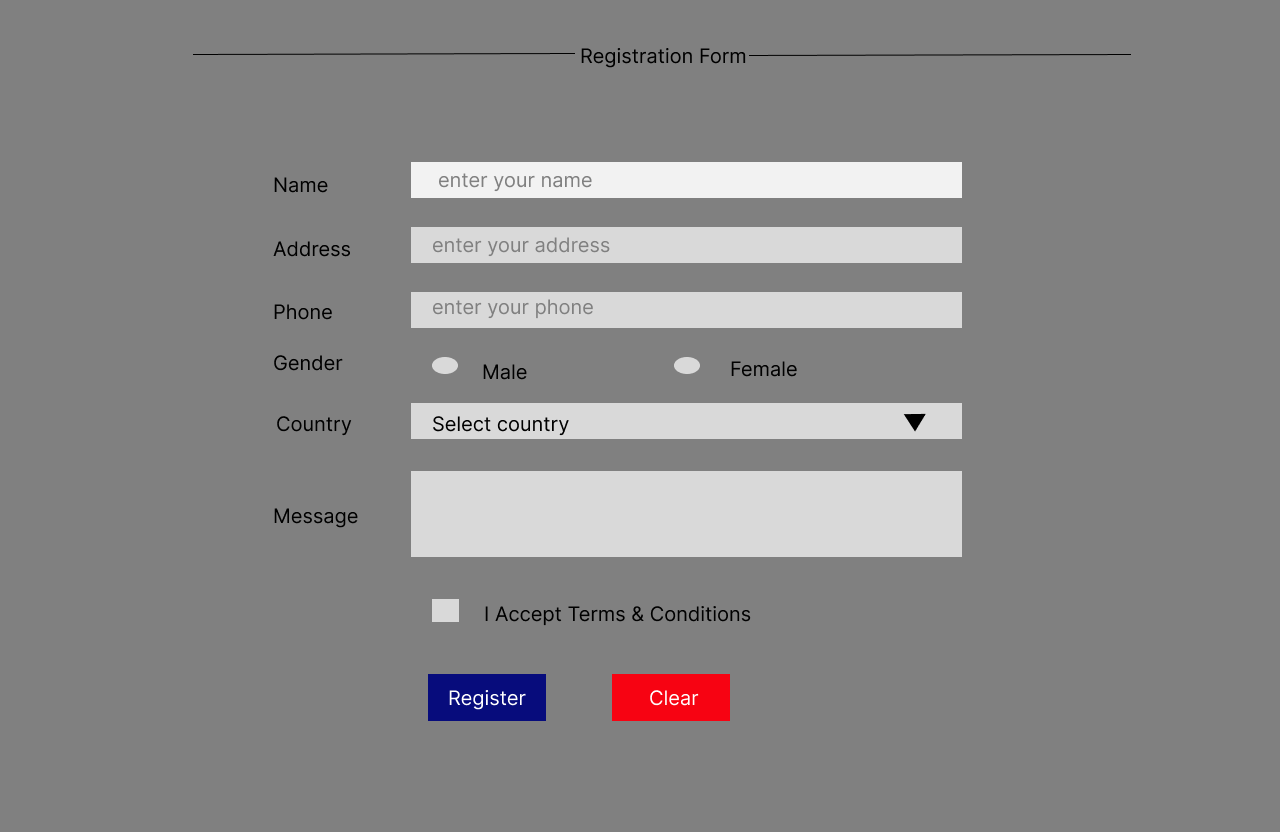 Registration Form
Name
enter your name
Address
enter your address
Phone
enter your phone
Gender
Male
Female
Country
Select country
Message
I Accept Terms & Conditions
Register
Clear